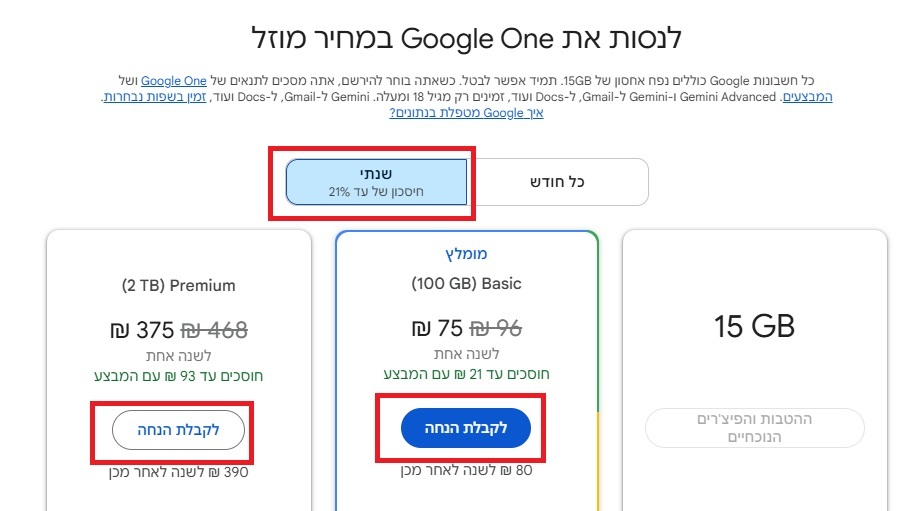 לנסות את Google One במחיר מוזל
כל חשבונות Google כוללים נפח אחסון של 15GB. תמיד אפשר לבטל. כשאתה בוחר להירשם, אתה מסכים לתנאים של Google One ושל
המבצעים. Gemini Advanced ו-Gemini ל-Gmail, ל-Docs ועוד, זמינים רק מגיל 18 ומעלה. Gemini ל-Gmail, ל-Docs ועוד, זמין בשפות נבחרות.
איך Google מטפלת בנתונים?
כל חודש
שנתי
חיסכון של עד 21%
15 GB
ההטבות והפיצ'רים
הנוכחיים
מומלץ
Basic (100 GB)
96 ₪ 75 ₪
לשנה אחת
חוסכים עד 21 ₪ עם המבצע
לקבלת הנחה
80 ₪ לשנה לאחר מכן
Premium (2 TB)
468 ₪ 375 ₪
לשנה אחת
חוסכים עד 93 ₪ עם המבצע
לקבלת הנחה
390 ₪ לשנה לאחר מכן